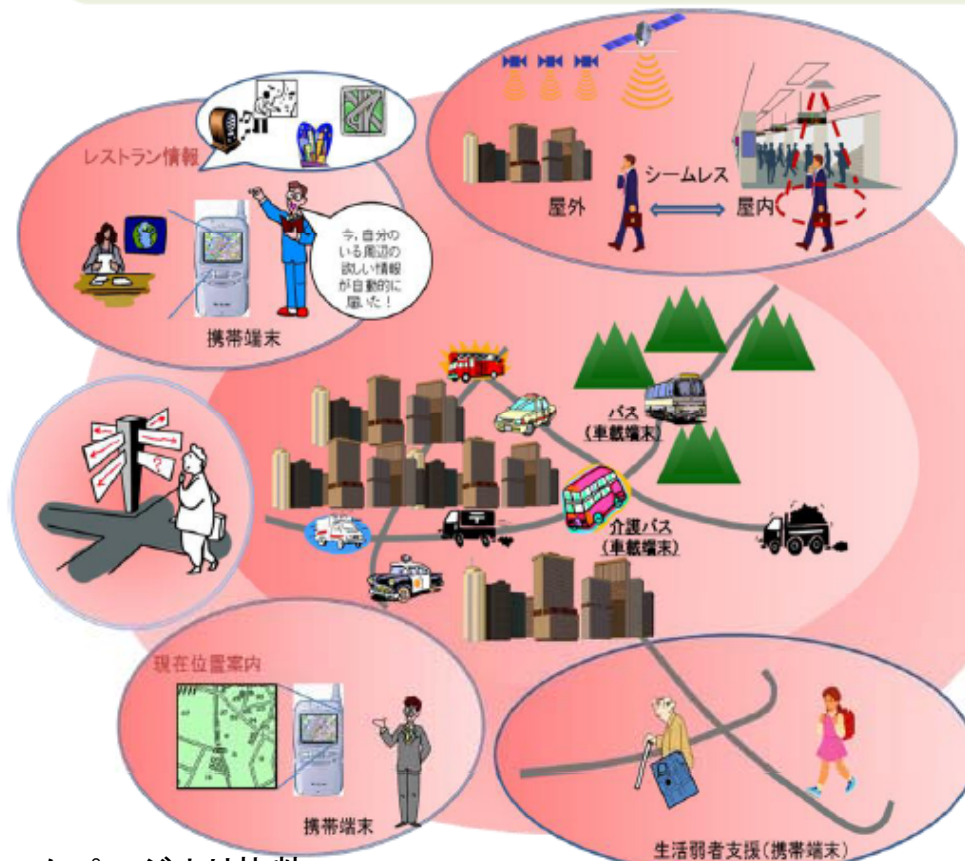 レストラン情報
今，自分の
いる周辺の
欲しい情報
が自動的に
届いた！
携帯端末
シームレス
屋外
屋内
バス
（車載端末）
介護バス
（車載端末）
?
現在位置案内
携帯端末
生活弱者支援（携帯端末）